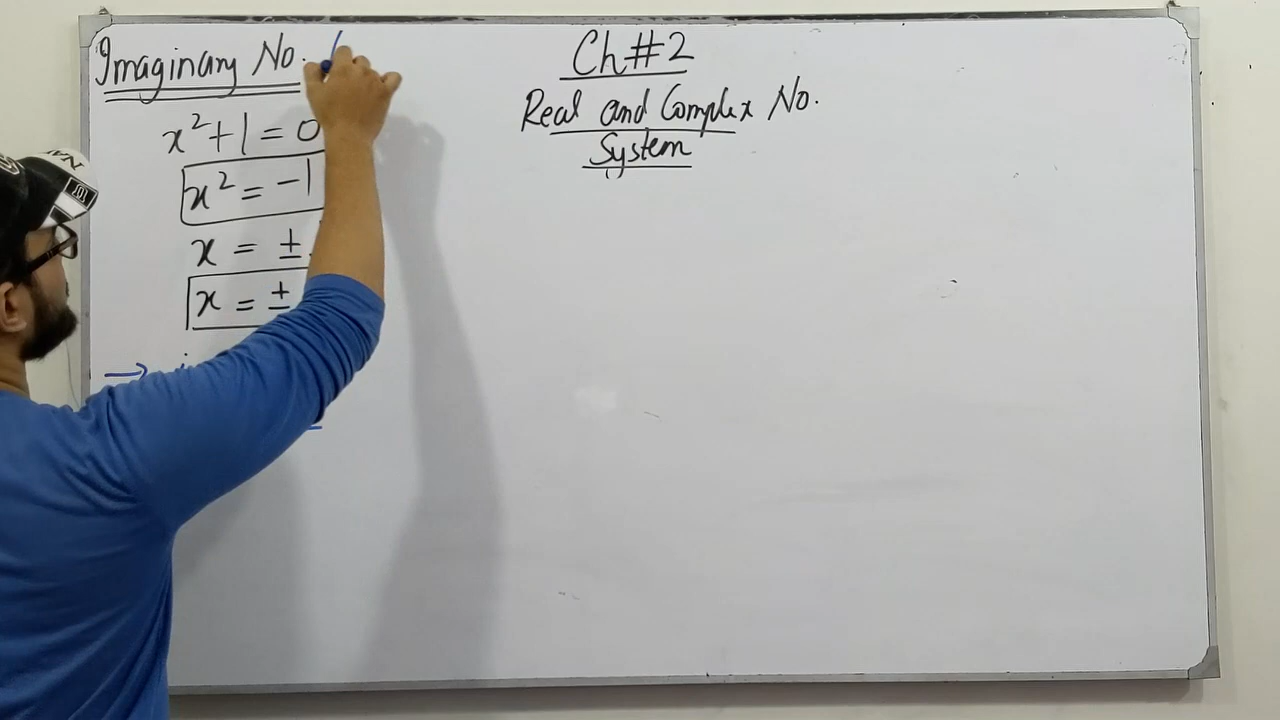 Imaginary No.
x² + 1 = 0
x² = -1
x = ±
x = ±
→ i
Ch#2
Real and Complex No.
System